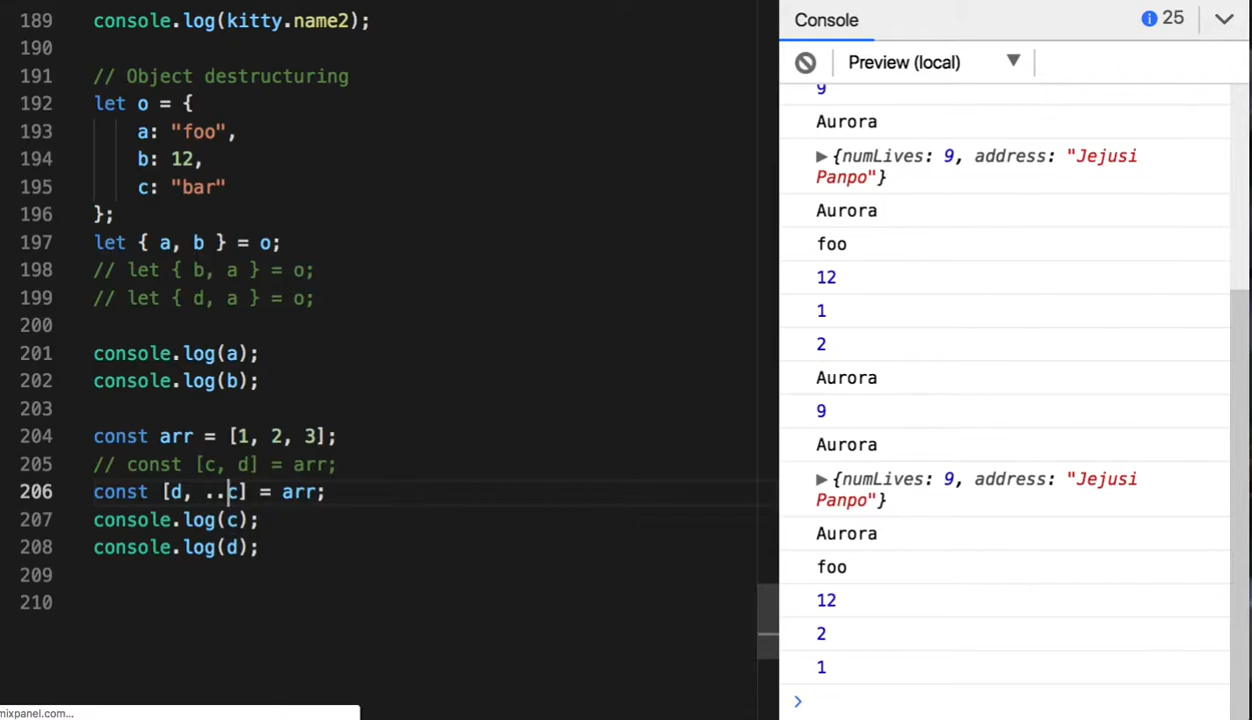 189 console.log(kitty.name2);
190
191 // Object destructuring
192 let o = {
193 a: "foo",
194 b: 12,
195 c: "bar"
196 };
197 let { a, b } = o;
198 // let { b, a } = o;
199 // let { d, a } = o;
200
201 console.log(a);
202 console.log(b);
203
204 const arr = [1, 2, 3];
205 // const [c, d] = arr;
206 const [d, ..c] = arr;
207 console.log(c);
208 console.log(d);
209
210
mixpanel.com...
Console
25
Preview (local) ▼
9
Aurora
▶{numLives: 9, address: "Jejusi
Panpo"}
Aurora
foo
12
1
2
Aurora
9
Aurora
▶{numLives: 9, address: "Jejusi
Panpo"}
Aurora
foo
12
2
1
>